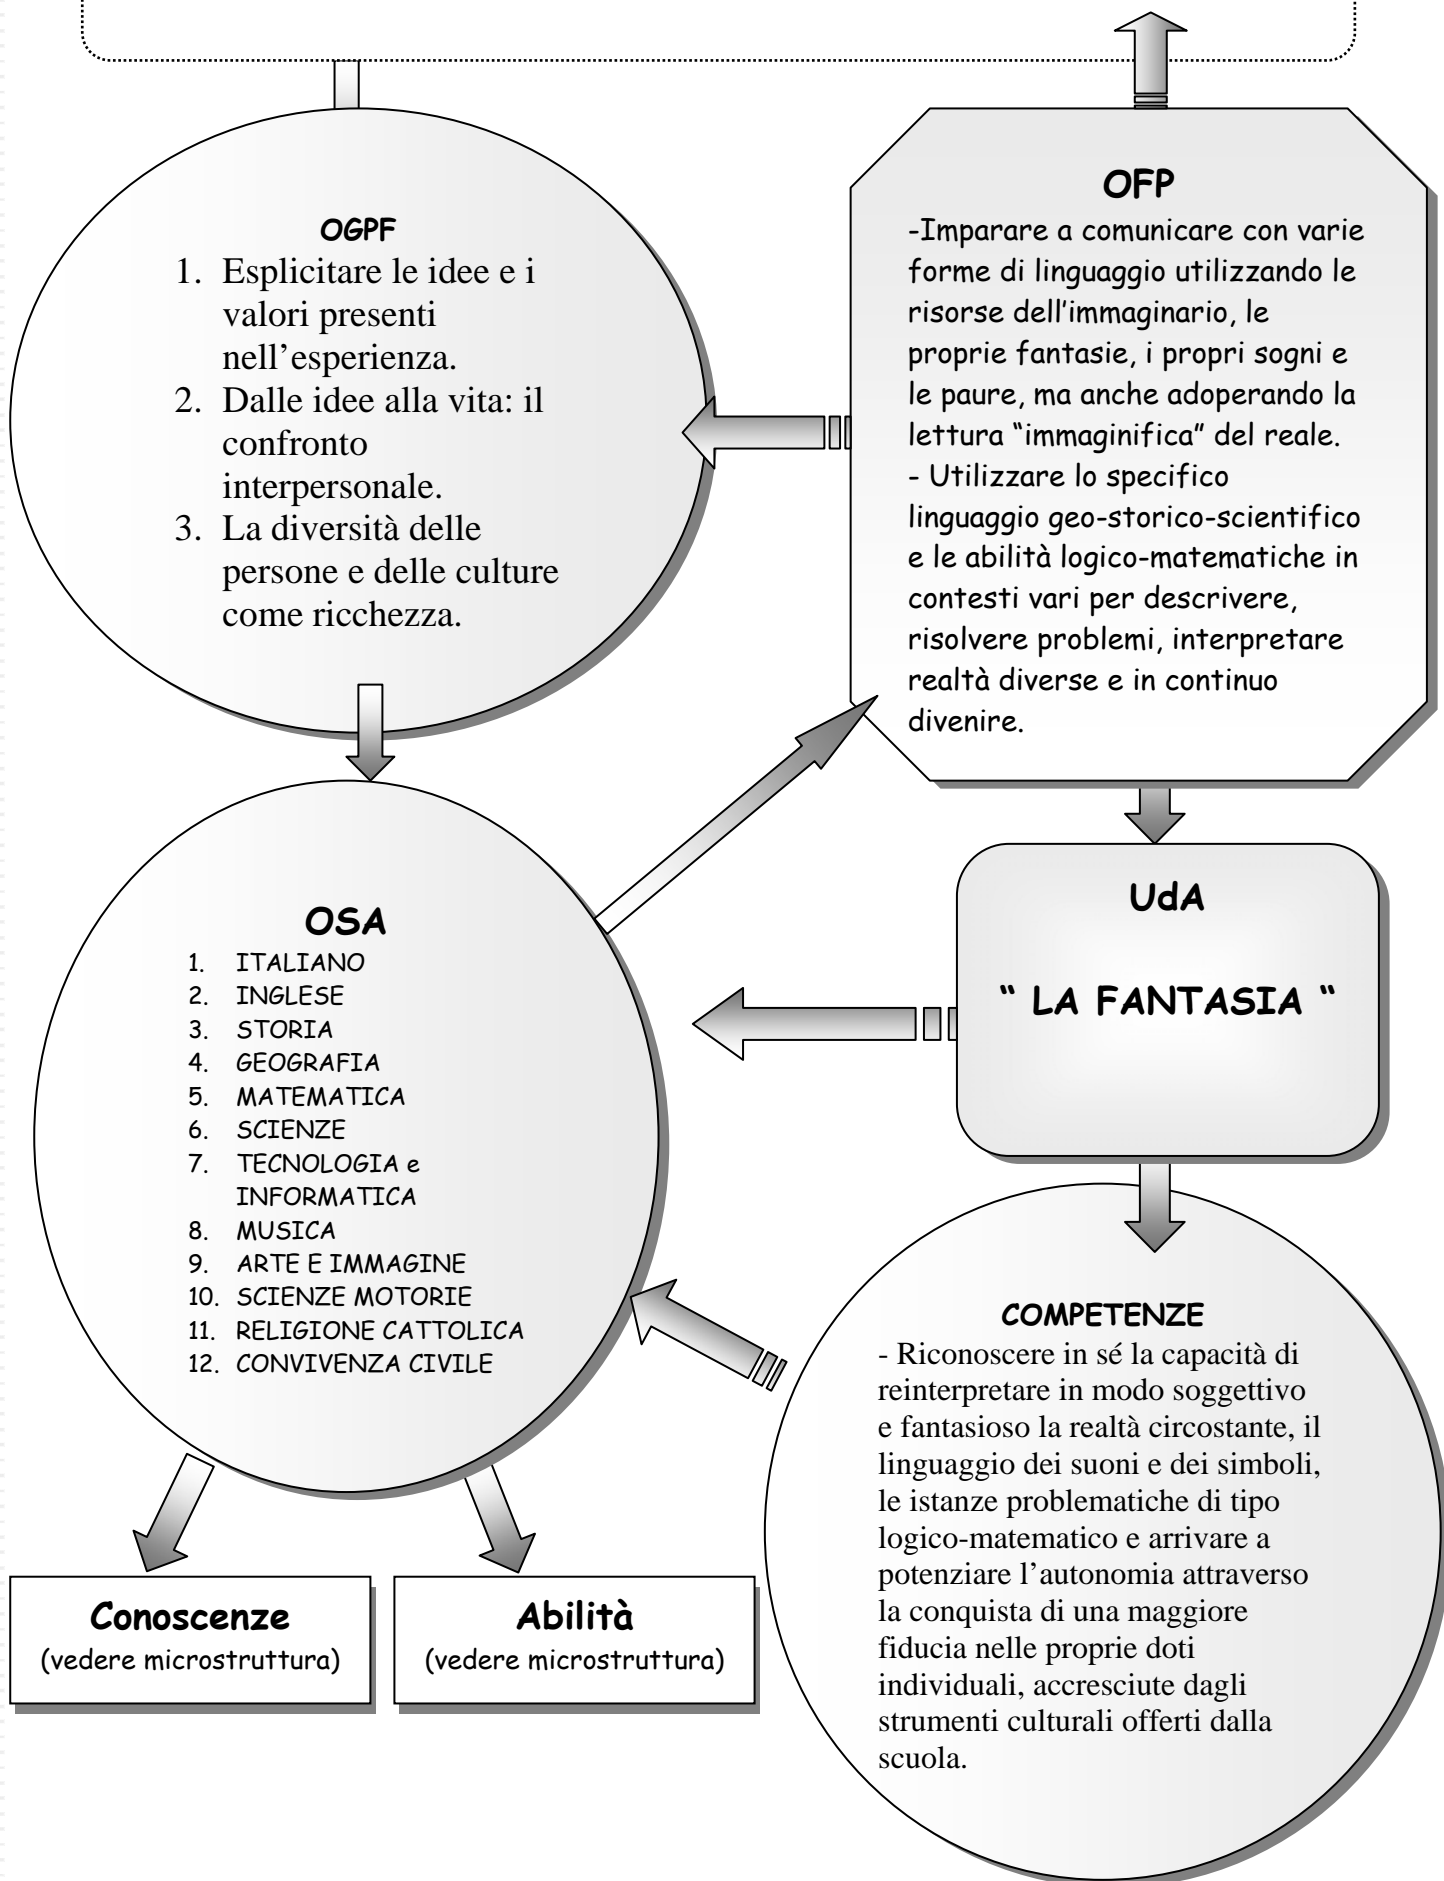 OGPF
1. Esplicitare le idee e i
valori presenti
nell’esperienza.
2. Dalle idee alla vita: il
confronto
interpersonale.
3. La diversità delle
persone e delle culture
come ricchezza.
OFP
-Imparare a comunicare con varie
forme di linguaggio utilizzando le
risorse dell’immaginario, le
proprie fantasie, i propri sogni e
le paure, ma anche adoperando la
lettura “immaginifica” del reale.
- Utilizzare lo specifico
linguaggio geo-storico-scientifico
e le abilità logico-matematiche in
contesti vari per descrivere,
risolvere problemi, interpretare
realtà diverse e in continuo
divenire.
OSA
1. ITALIANO
2. INGLESE
3. STORIA
4. GEOGRAFIA
5. MATEMATICA
6. SCIENZE
7. TECNOLOGIA e
INFORMATICA
8. MUSICA
9. ARTE E IMMAGINE
10. SCIENZE MOTORIE
11. RELIGIONE CATTOLICA
12. CONVIVENZA CIVILE
UdA
“ LA FANTASIA “
COMPETENZE
- Riconoscere in sé la capacità di
reinterpretare in modo soggettivo
e fantasioso la realtà circostante, il
linguaggio dei suoni e dei simboli,
le istanze problematiche di tipo
logico-matematico e arrivare a
potenziare l’autonomia attraverso
la conquista di una maggiore
fiducia nelle proprie doti
individuali, accresciute dagli
strumenti culturali offerti dalla
scuola.
Conoscenze
(vedere microstruttura)
Abilità
(vedere microstruttura)